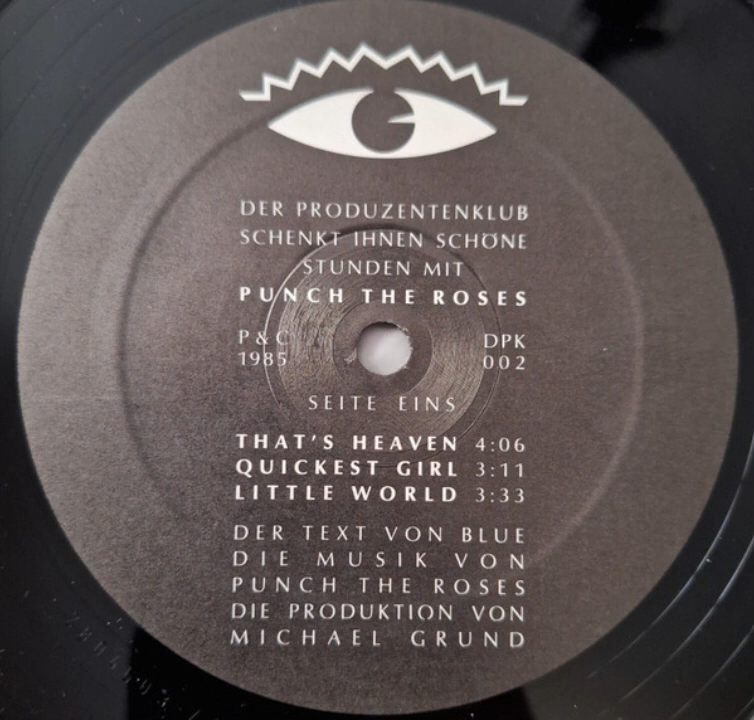 DER PRODUZENTENKLUB
SCHENKT IHNEN SCHÖNE
STUNDEN MIT
PUNCH THE ROSES
P & C DPK
1985 002
SEITE EINS
THAT'S HEAVEN 4:06
QUICKEST GIRL 3:11
LITTLE WORLD 3:33
DER TEXT VON BLUE
DIE MUSIK VON
PUNCH THE ROSES
DIE PRODUKTION VON
MICHAEL GRUND